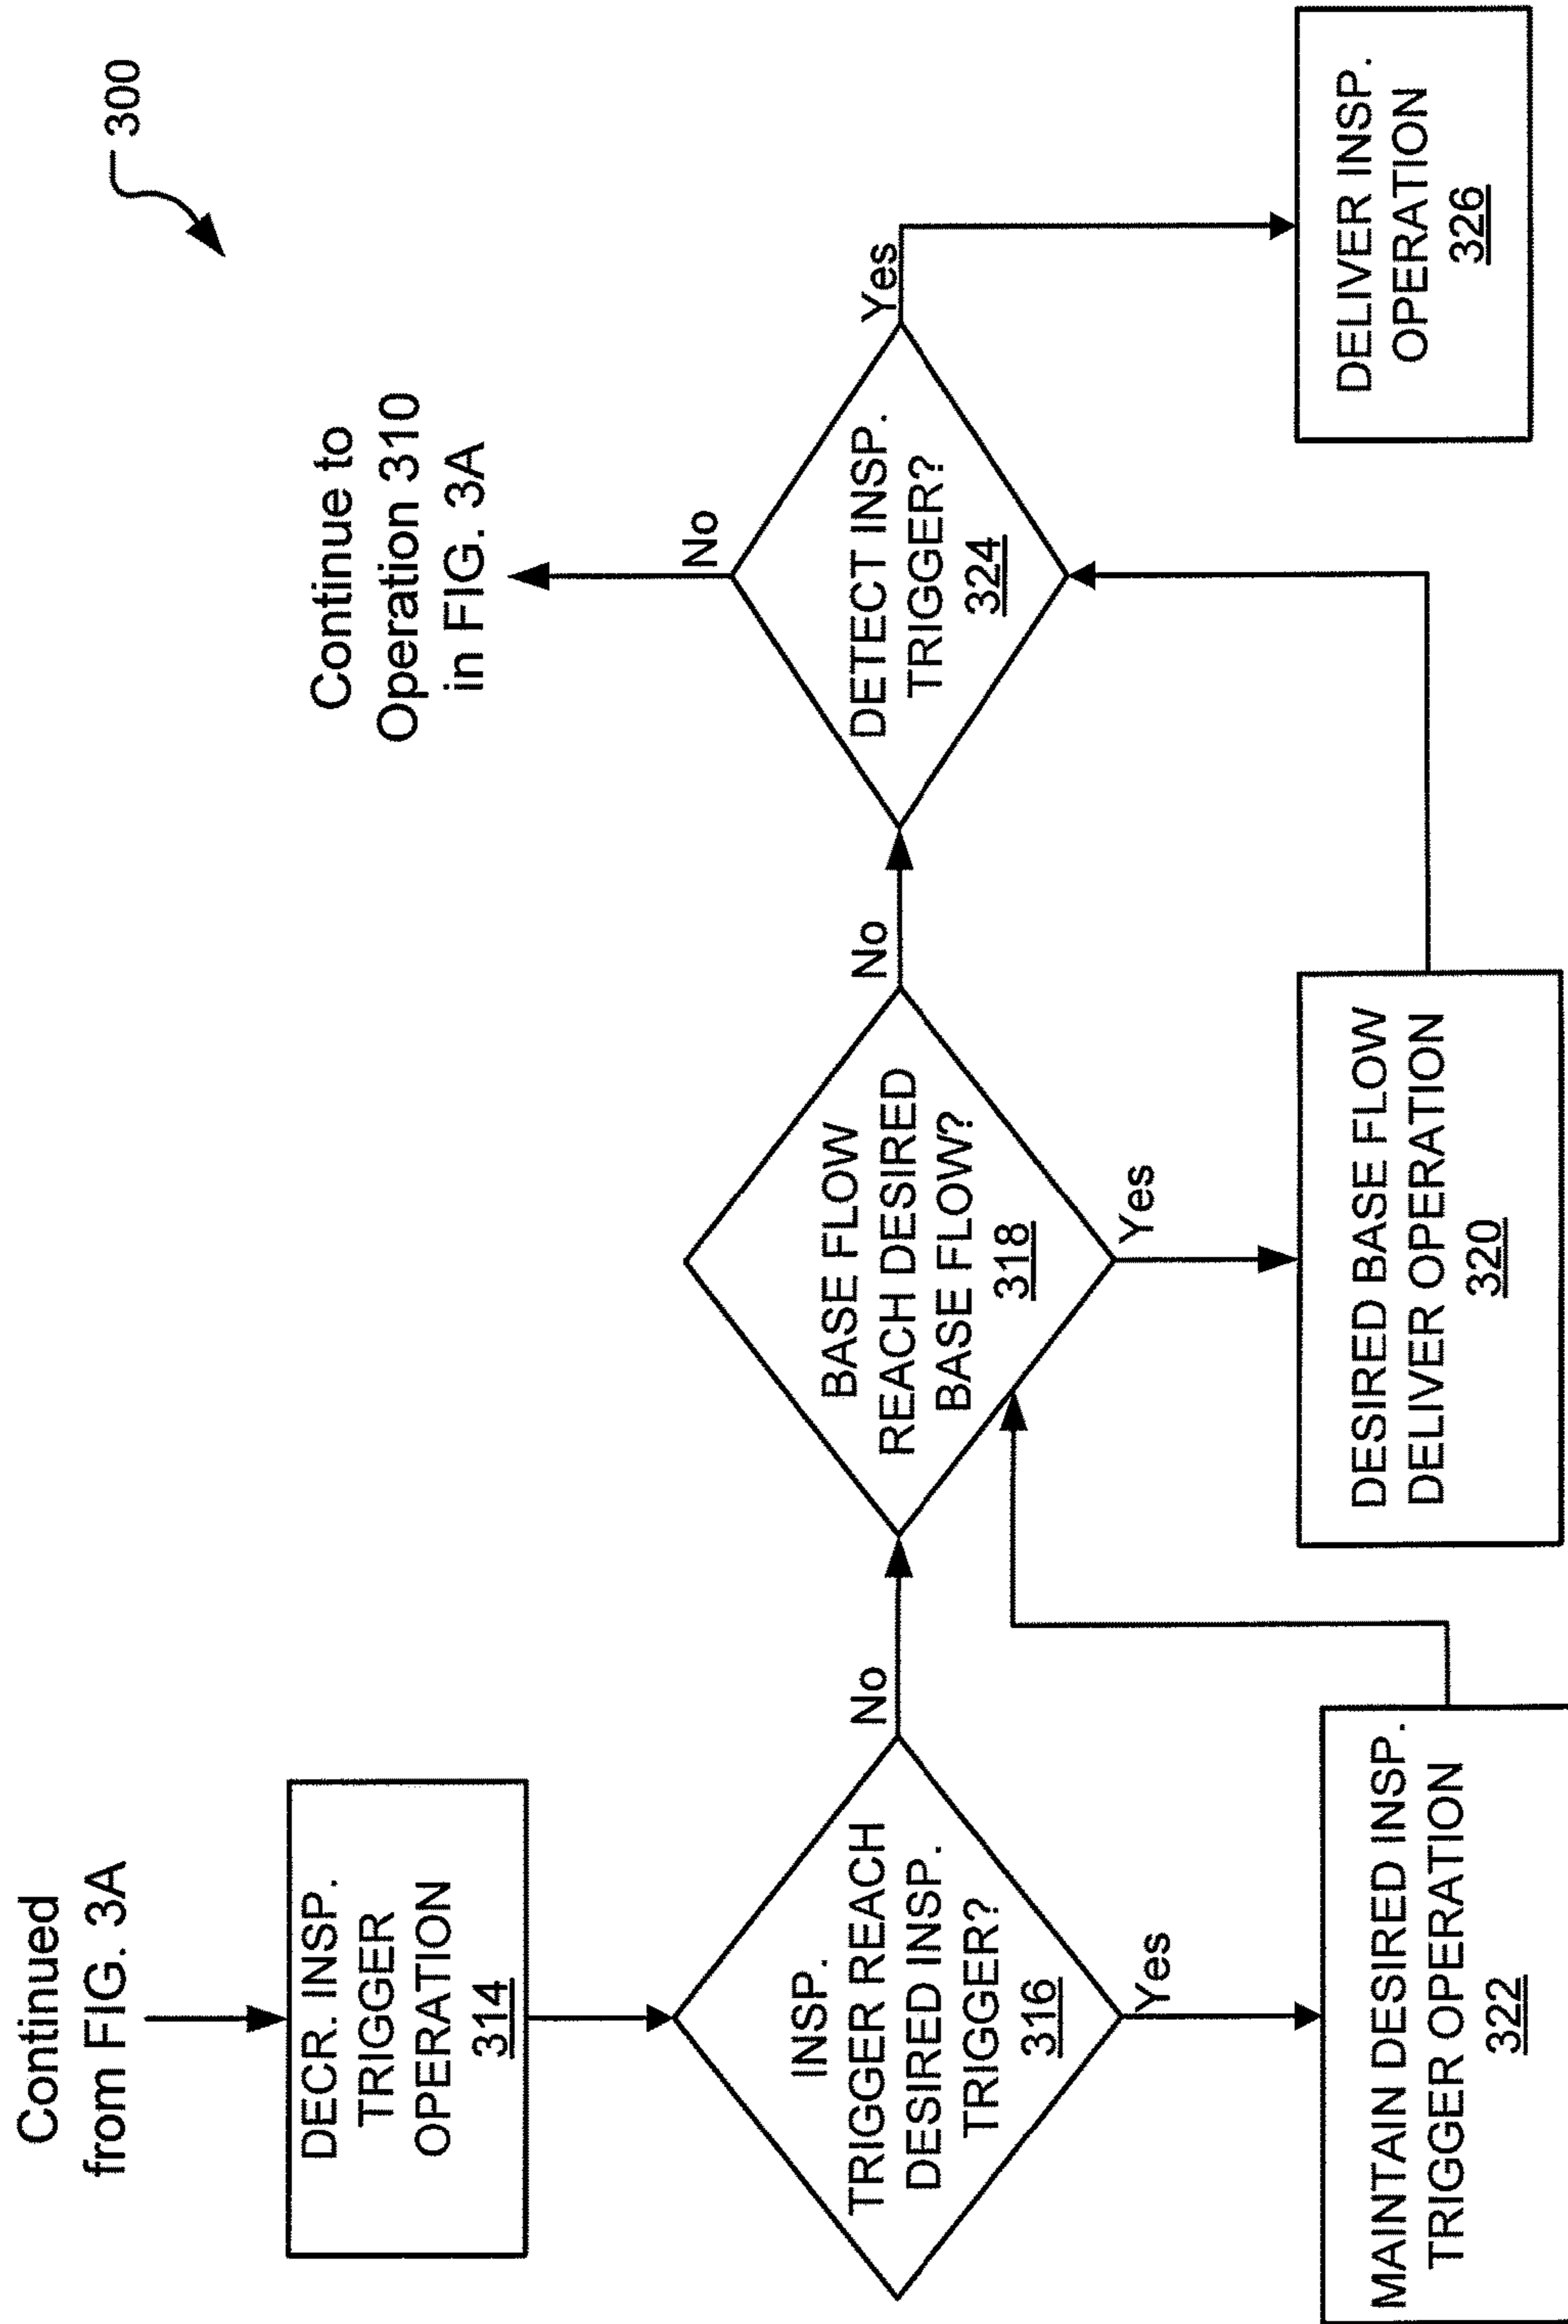 300
Continued
from FIG. 3A
DECR. INSP.
TRIGGER
OPERATION
314
INSP.
TRIGGER REACH
DESIRED INSP.
TRIGGER?
316
No
Yes
MAINTAIN DESIRED INSP.
TRIGGER OPERATION
322
BASE FLOW
REACH DESIRED
BASE FLOW?
318
No
Yes
DESIRED BASE FLOW
DELIVER OPERATION
320
DETECT INSP.
TRIGGER?
324
No
Continue to
Operation 310
in FIG. 3A
Yes
DELIVER INSP.
OPERATION
326